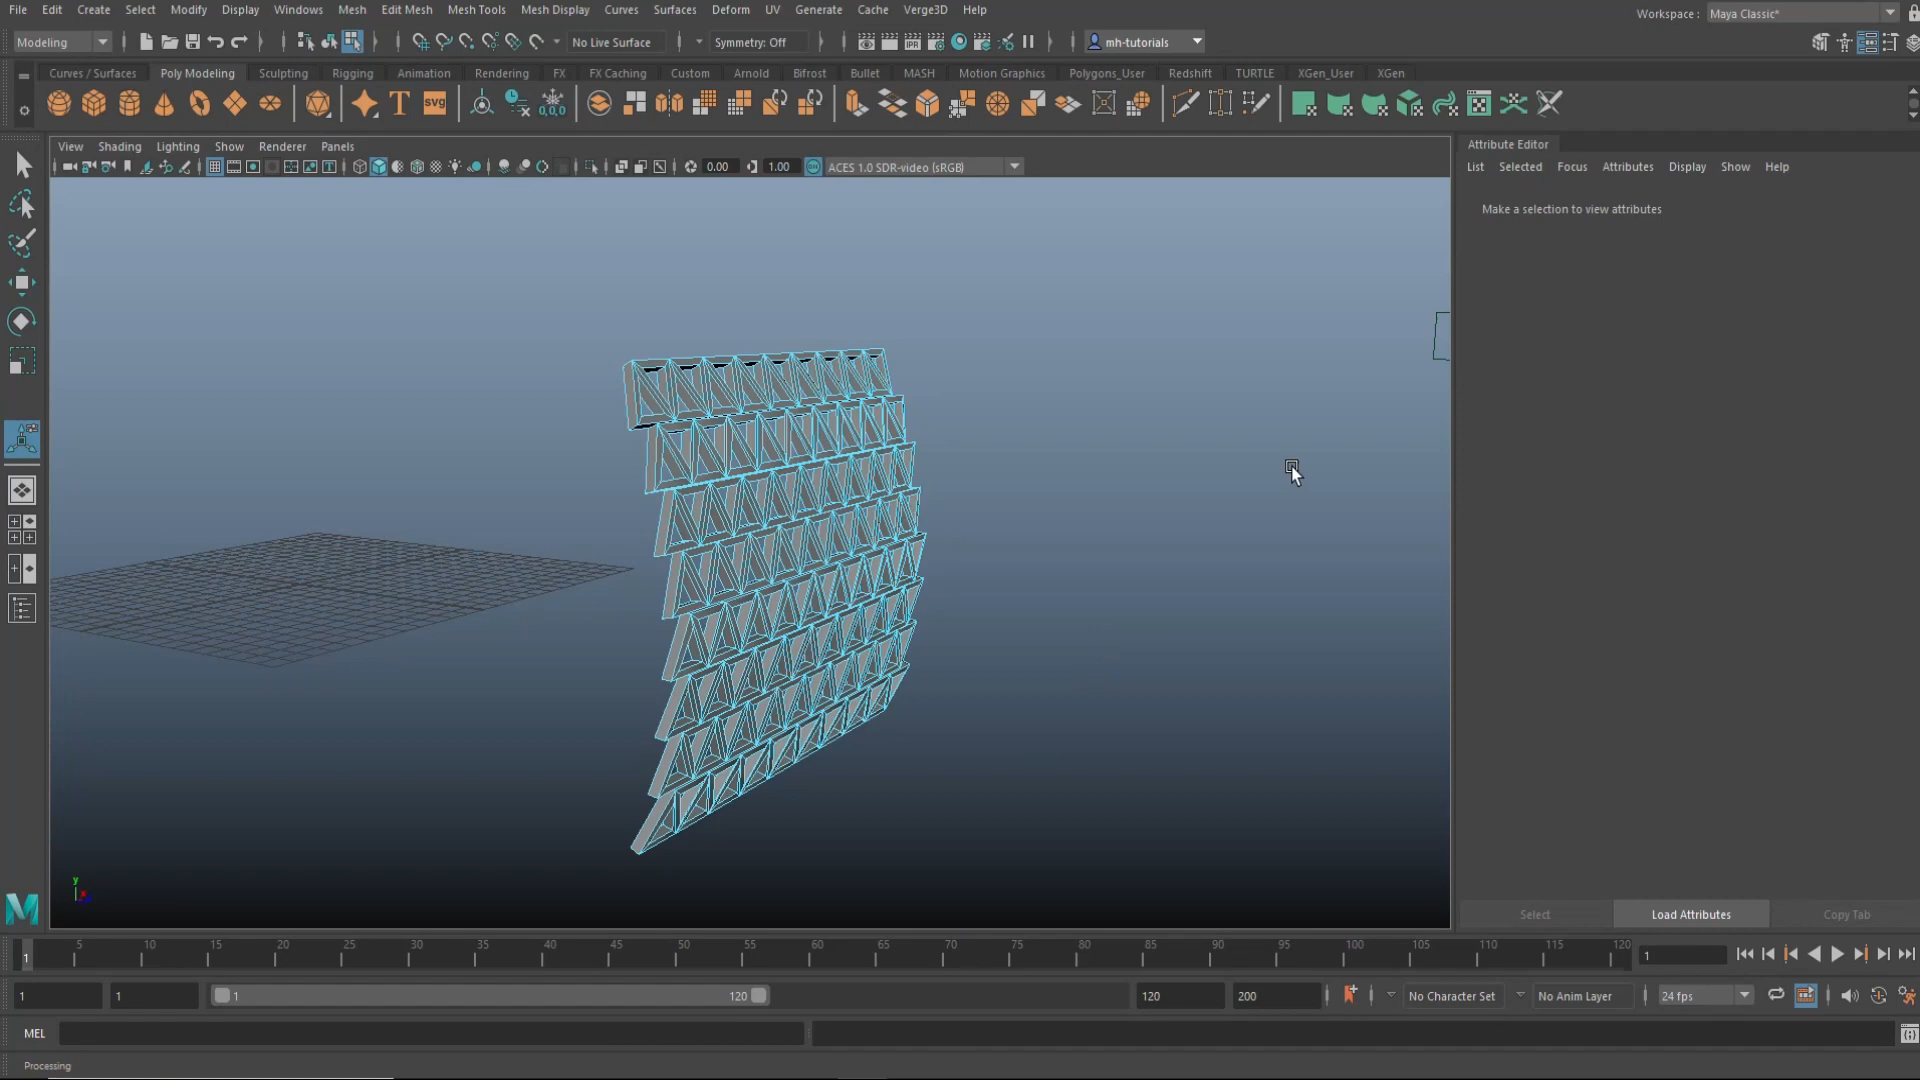 File Edit Create Select Modify Display Windows Mesh Edit Mesh Mesh Tools Mesh Display Curves Surfaces Deform UV Generate Cache Verge3D Help
Workspace : Maya Classic*
Modeling No Live Surface Symmetry: Off mh-tutorials
Curves / Surfaces Poly Modeling Sculpting Rigging Animation Rendering FX FX Caching Custom Arnold Bifrost Bullet MASH Motion Graphics Polygons_User Redshift TURTLE XGen_User XGen
IPR T SVG 0,0,0
View Shading Lighting Show Renderer Panels
0.00 1.00 ACES 1.0 SDR-video (sRGB)
Attribute Editor
List Selected Focus Attributes Display Show Help
Make a selection to view attributes
y
x
Select Load Attributes Copy Tab
5 10 15 20 25 30 35 40 45 50 55 60 65 70 75 80 85 90 95 100 105 110 115 120
1 1
1 1 1 120 120 200 No Character Set No Anim Layer 24 fps
MEL
Processing